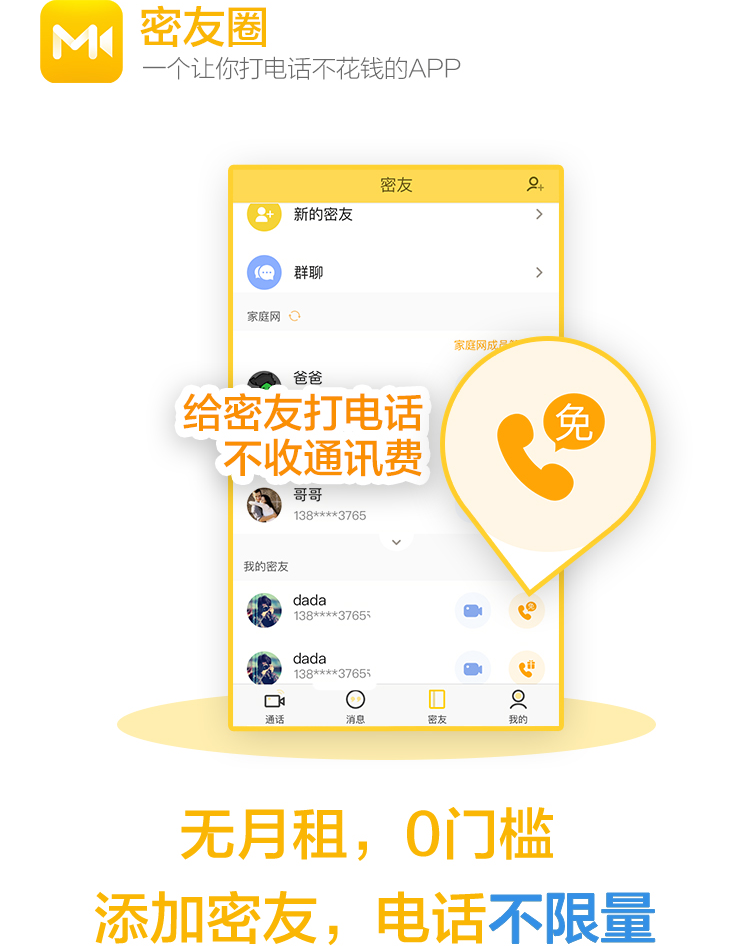 密友圈
一个让你打电话不花钱的APP
密友
新的密友
群聊
家庭网
家庭网成员
爸爸
给密友打电话
不收通讯费
免
哥哥
138****3765
我的密友
dada
138****3765
免
dada
138****3765
通话
消息
密友
我的
无月租，0门槛
添加密友，电话不限量